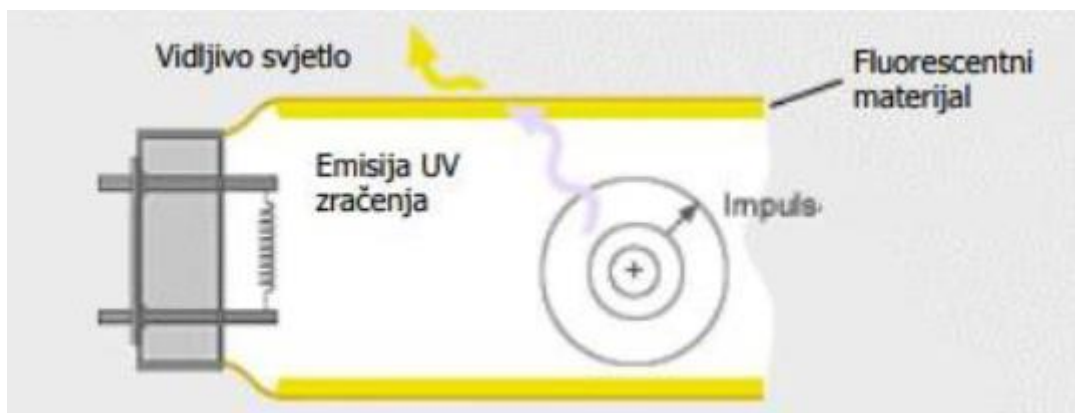 Vidljivo svjetlo
Fluorescentni
materijal
Emisija UV
zračenja
Impuls
+